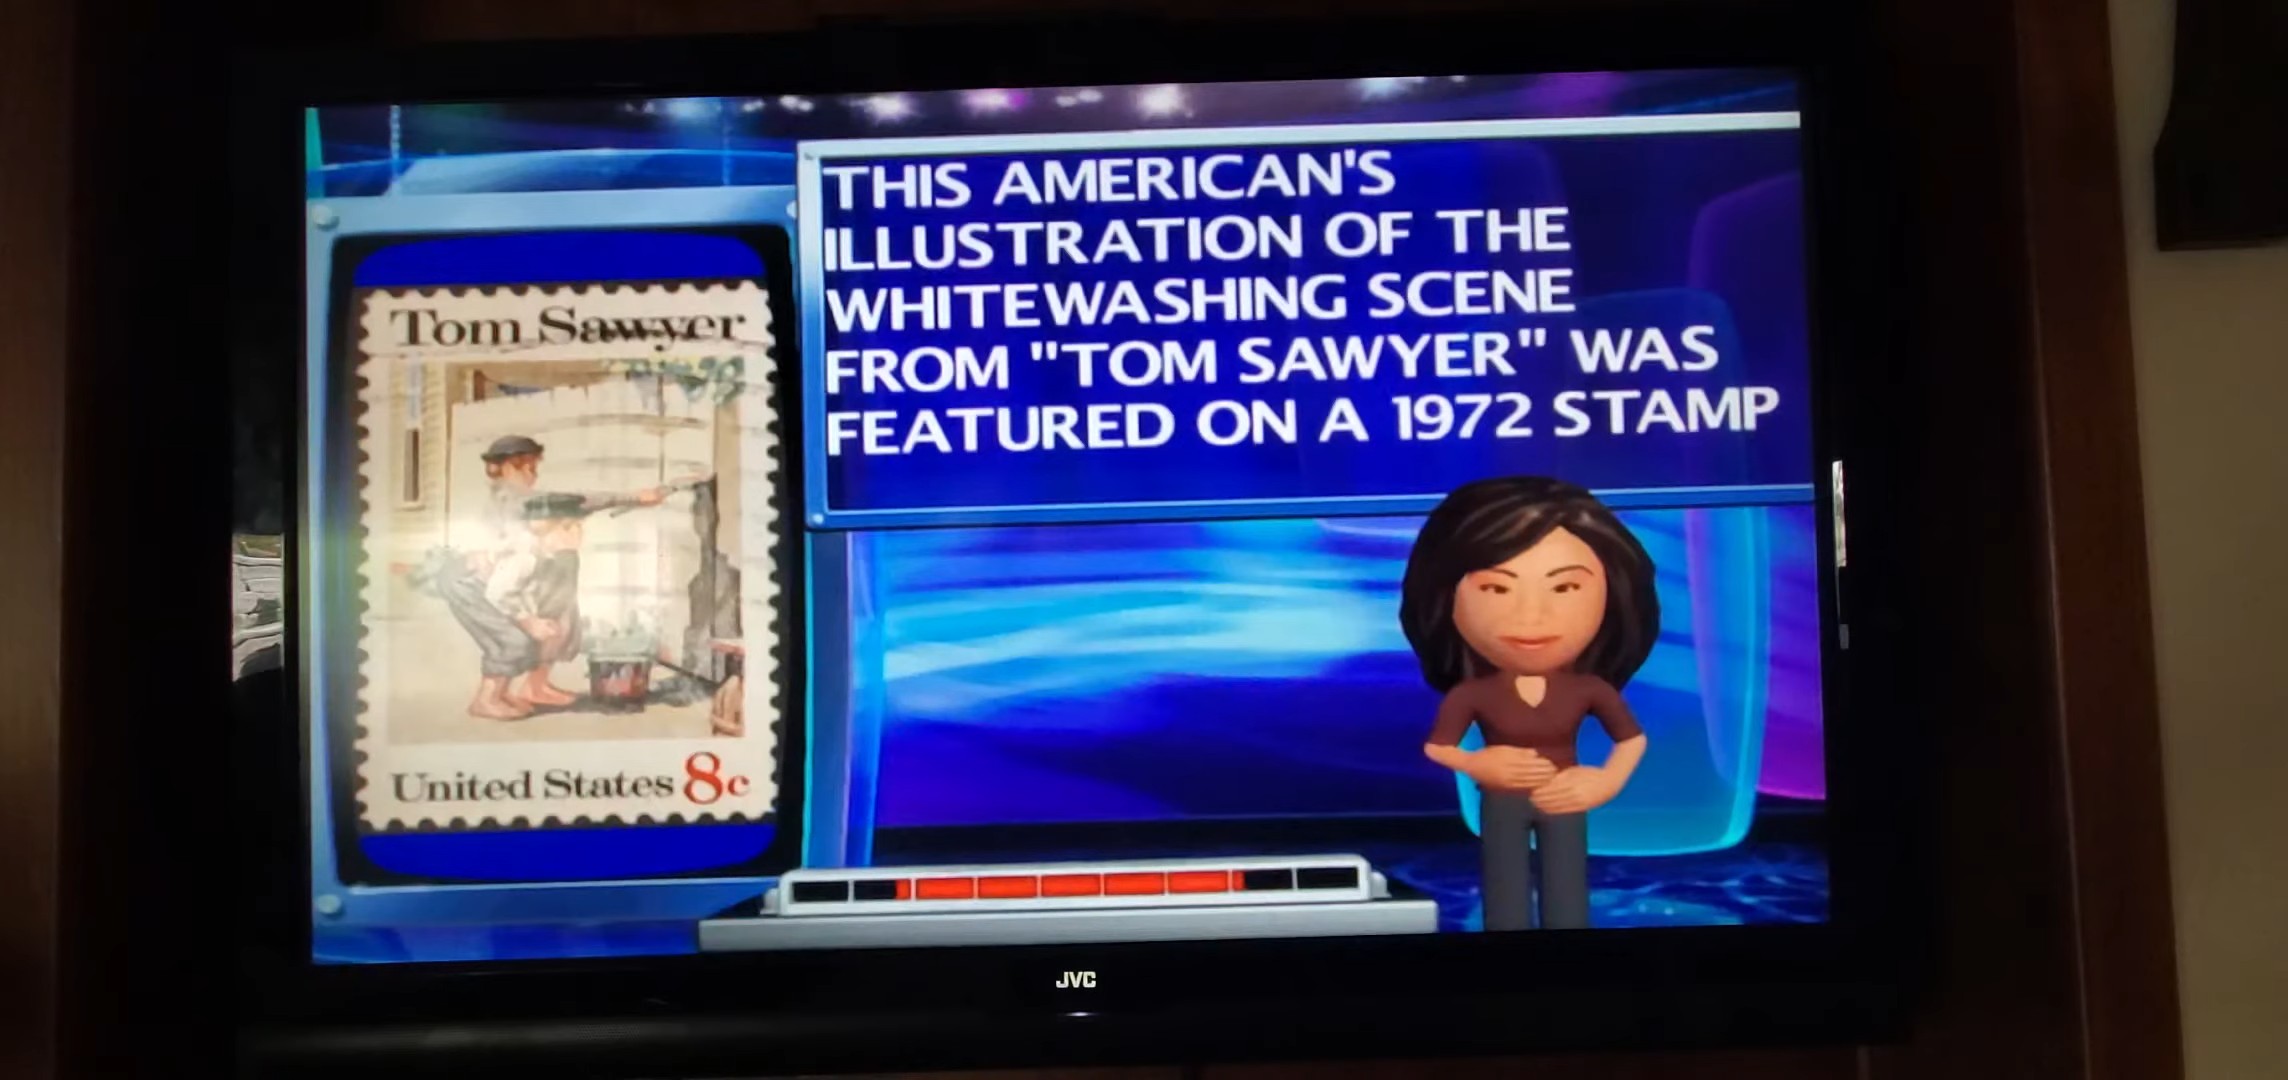 THIS AMERICAN'S
ILLUSTRATION OF THE
WHITEWASHING SCENE
FROM "TOM SAWYER" WAS
FEATURED ON A 1972 STAMP
Tom Sawyer
United States 8c
JVC